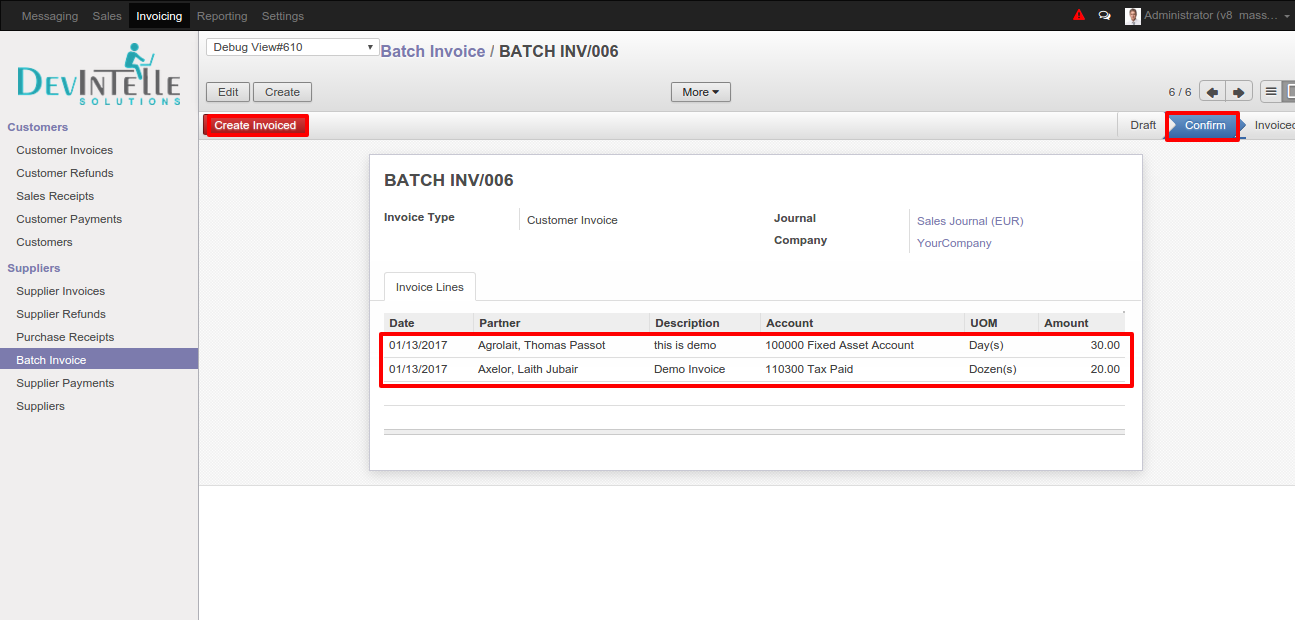 Messaging Sales Invoicing Reporting Settings Administrator (v8 mass...
DEVINTELLE
SOLUTIONS
Debug View#610
Batch Invoice / BATCH INV/006
Edit Create More 6 / 6
Create Invoiced Draft Confirm Invoiced
Customers
Customer Invoices
Customer Refunds
Sales Receipts
Customer Payments
Customers
Suppliers
Supplier Invoices
Supplier Refunds
Purchase Receipts
Batch Invoice
Supplier Payments
Suppliers
BATCH INV/006
Invoice Type Customer Invoice
Journal Sales Journal (EUR)
Company YourCompany
Invoice Lines
Date Partner Description Account UOM Amount
01/13/2017 Agrolait, Thomas Passot this is demo 100000 Fixed Asset Account Day(s) 30.00
01/13/2017 Axelor, Laith Jubair Demo Invoice 110300 Tax Paid Dozen(s) 20.00